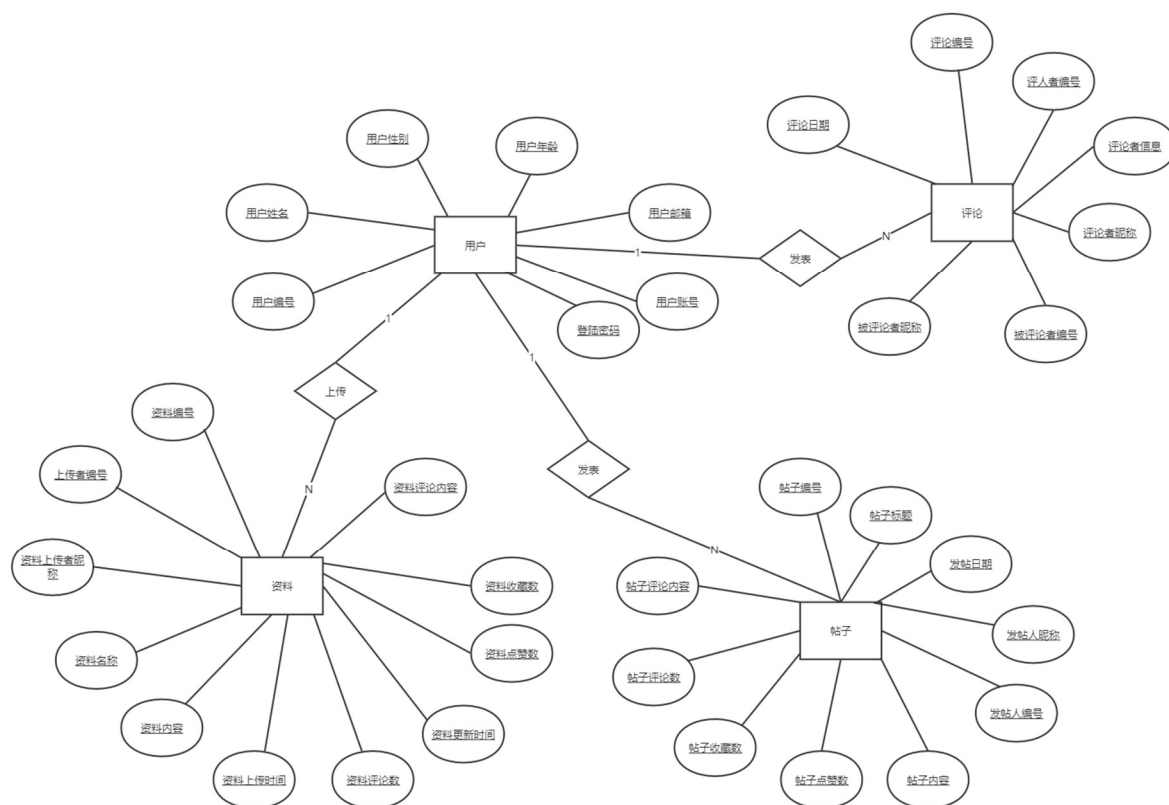 评论编号
评人者编号
评论日期
用户性别
用户年龄
评论者信息
用户姓名
用户邮箱
评论
用户
评论者昵称
N
1
发表
用户编号
用户账号
登陆密码
被评论者昵称
被评论者编号
1
1
上传
资料编号
发表
上传者编号
资料评论内容
帖子编号
N
帖子标题
资料上传者昵
称
N
发帖日期
资料
资料收藏数
帖子评论内容
帖子
发帖人昵称
资料名称
资料点赞数
帖子评论数
发帖人编号
资料内容
资料更新时间
帖子收藏数
资料上传时间
资料评论数
帖子点赞数
帖子内容